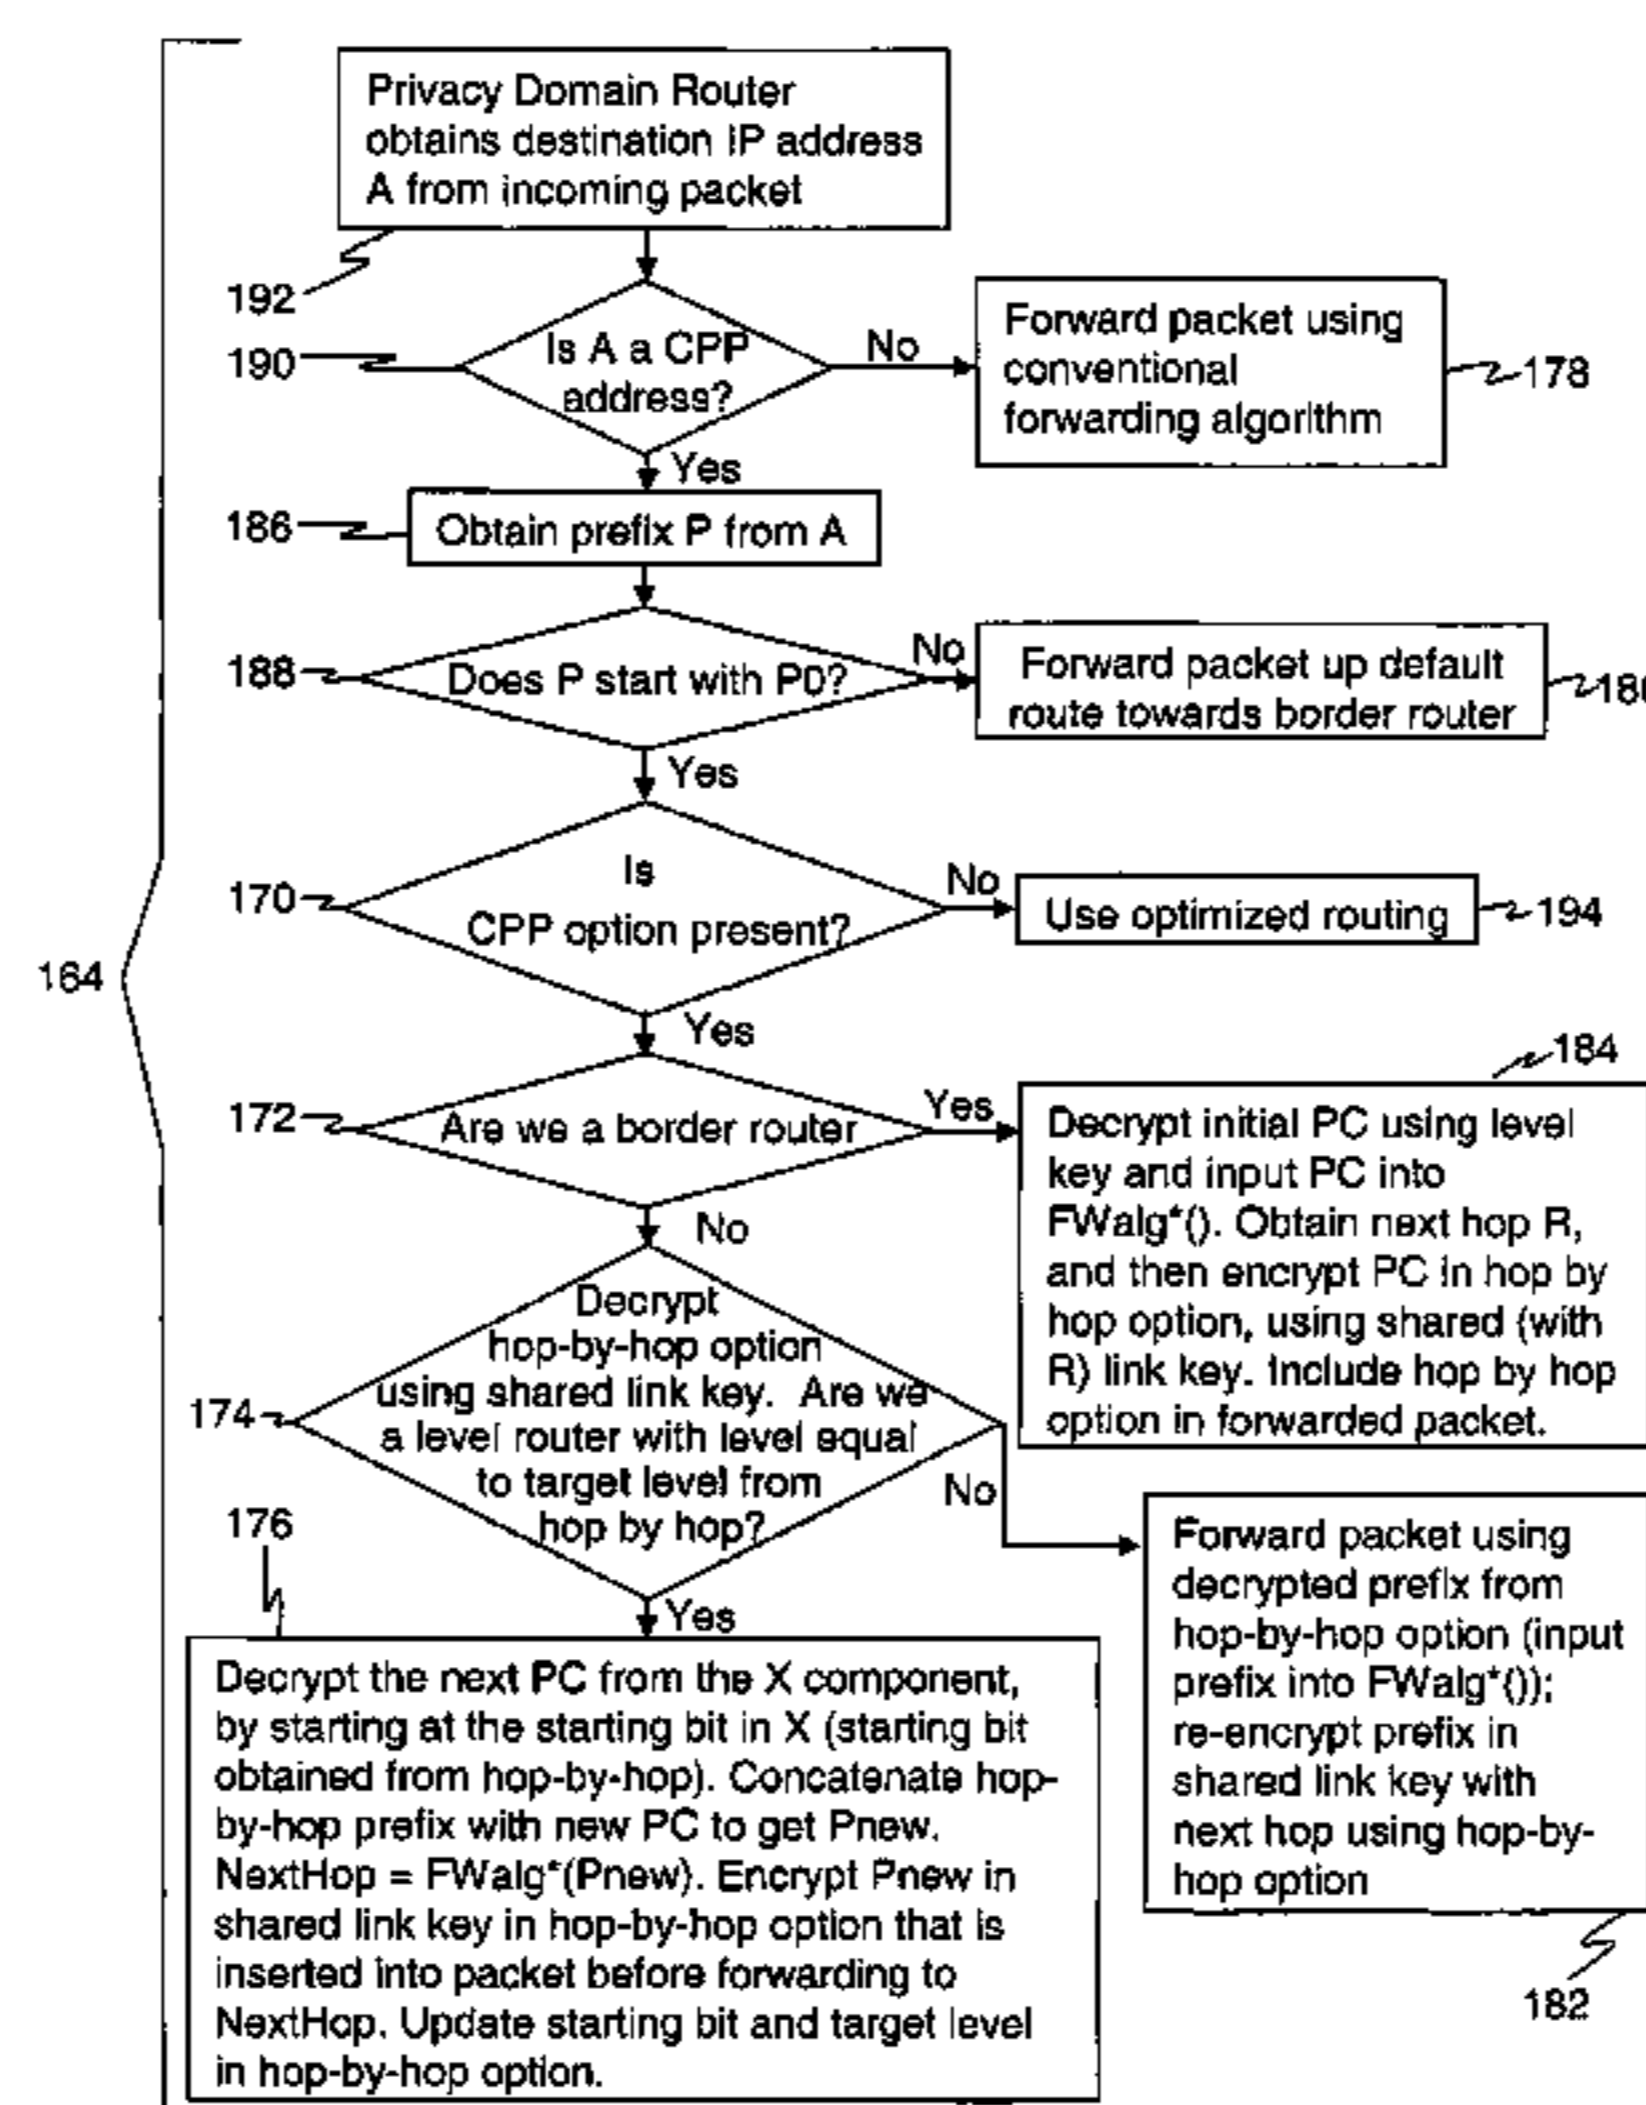 Privacy Domain Router
obtains destination IP address
A from incoming packet
192
190
Is A a CPP
address?
No
Forward packet using
conventional
forwarding algorithm
178
Yes
186
Obtain prefix P from A
188
Does P start with P0?
No
Forward packet up default
route towards border router
Yes
170
Is
CPP option present?
No
Use optimized routing
194
164
Yes
172
Are we a border router
Yes
184
Decrypt initial PC using level
key and input PC into
FWalg*(). Obtain next hop R,
and then encrypt PC in hop by
hop option, using shared (with
R) link key. Include hop by hop
option in forwarded packet.
No
174
Decrypt
hop-by-hop option
using shared link key. Are we
a level router with level equal
to target level from
hop by hop?
No
Forward packet using
decrypted prefix from
hop-by-hop option (input
prefix into FWalg*());
re-encrypt prefix in
shared link key with
next hop using hop-by-
hop option
182
176
Yes
Decrypt the next PC from the X component,
by starting at the starting bit in X (starting bit
obtained from hop-by-hop). Concatenate hop-
by-hop prefix with new PC to get Pnew.
NextHop = FWalg*(Pnew). Encrypt Pnew in
shared link key in hop-by-hop option that is
inserted into packet before forwarding to
NextHop. Update starting bit and target level
in hop-by-hop option.